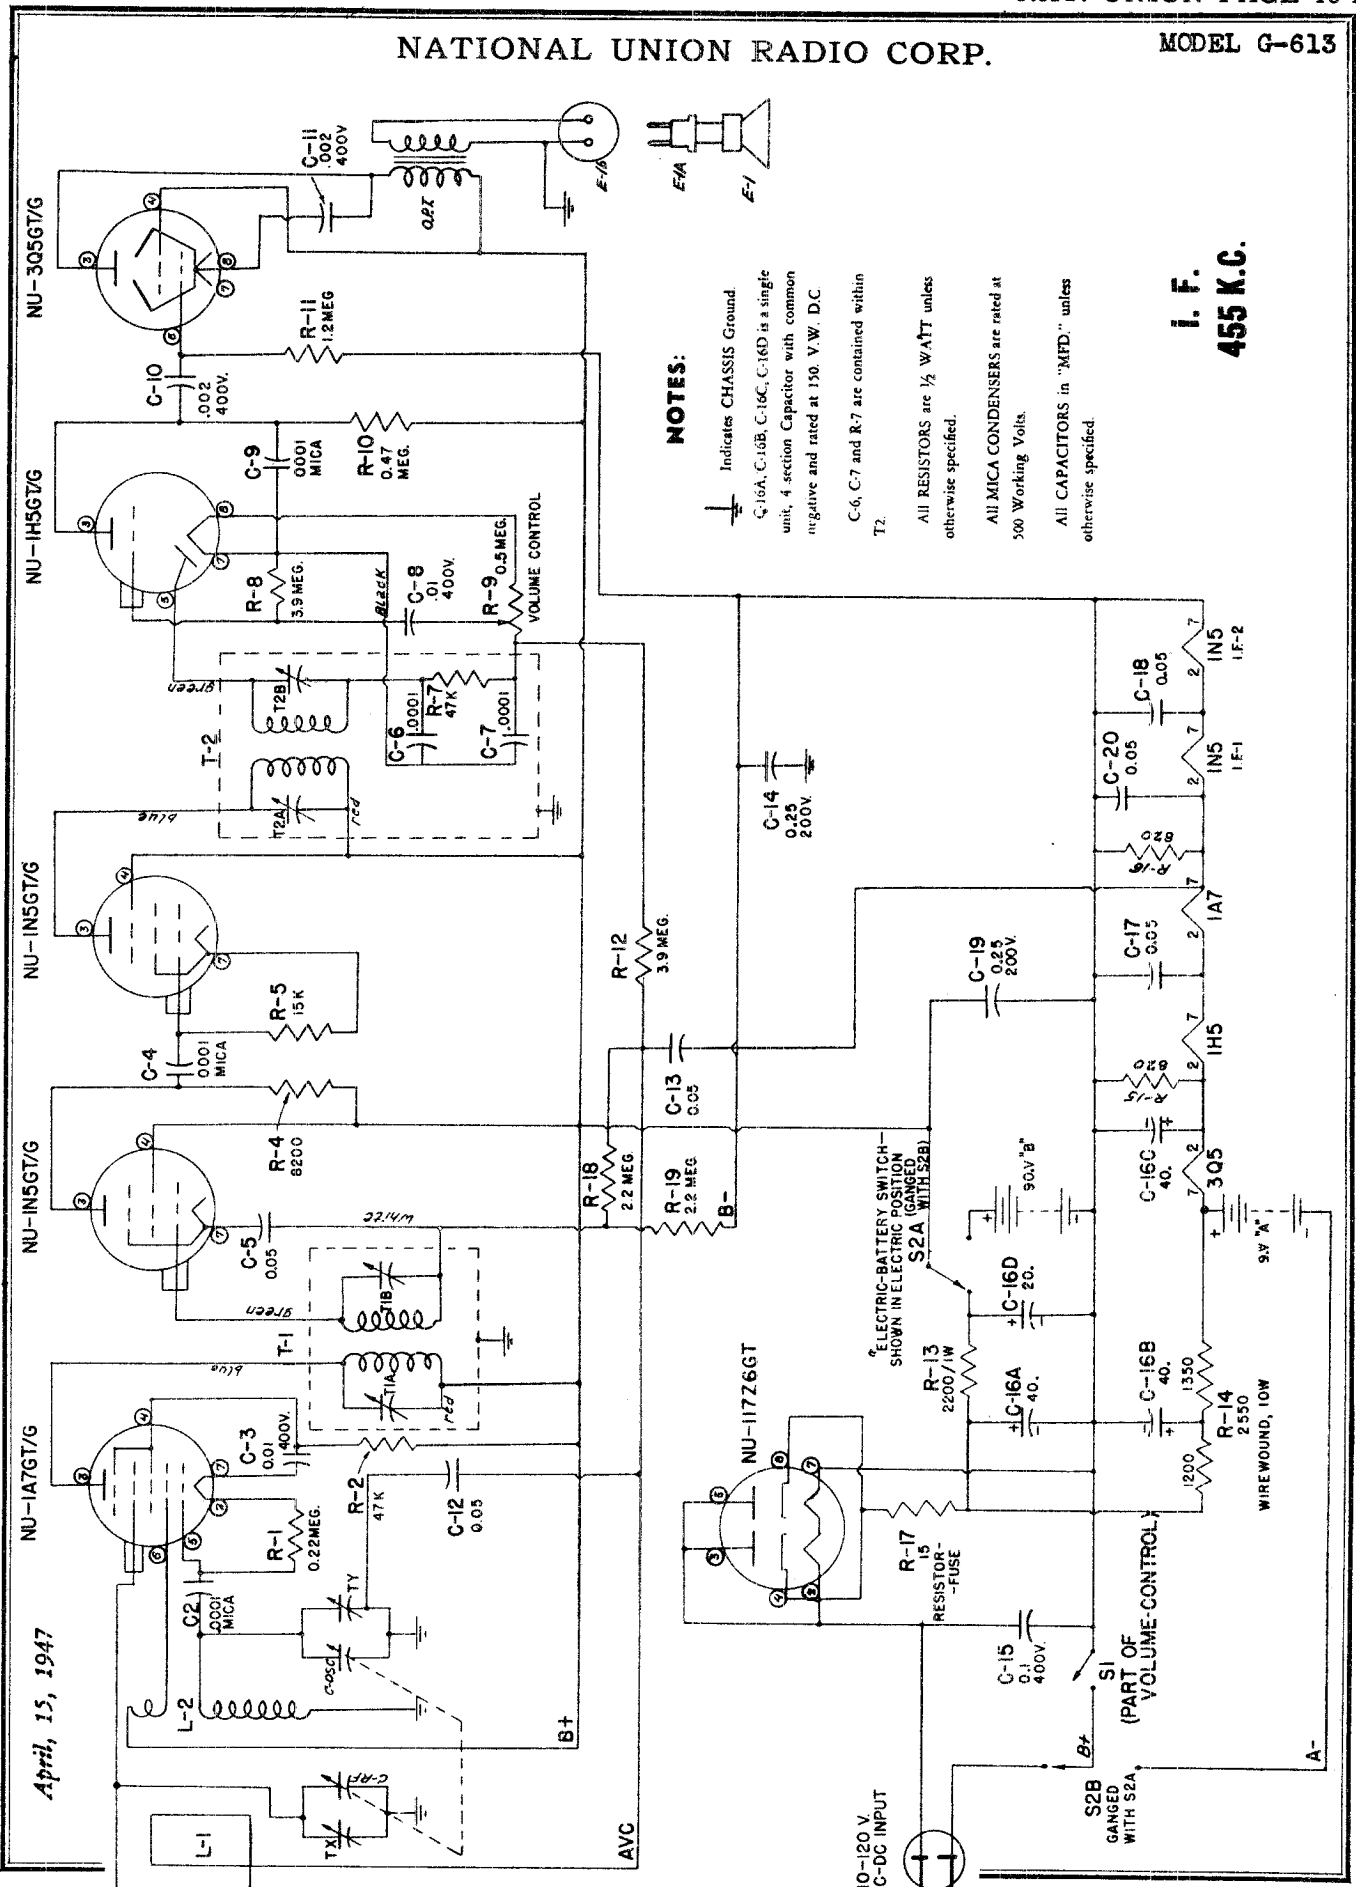 NATIONAL UNION RADIO CORP.
MODEL G-613
April, 15, 1947
NU-1A7GT/G
NU-1N5GT/G
NU-1N5GT/G
NU-1H5GT/G
NU-3Q5GT/G
L-1
TX
C-RF
L-2
C2
.0001
MICA
R-1
0.22MEG.
C-OSC
TY
C-3
0.01
400V.
R-2
47K
C-12
0.05
blue
green
T-1
T1A
T1B
red
white
C-5
0.05
R-4
8200
C-4
.0001
MICA
R-5
15K
blue
T-2
T2A
T2B
red
green
Black
C-6
.0001
R-7
47K
C-7
.0001
R-8
3.9MEG.
C-8
.01
400V.
R-9
0.5MEG.
VOLUME CONTROL
C-9
.0001
MICA
R-10
0.47
MEG.
C-10
.002
400V.
R-11
1.2MEG
C-11
.002
400V
O.P.T
E-1B
E-1A
E-1
B+
AVC
R-18
2.2 MEG.
R-19
2.2 MEG.
B-
C-13
0.05
R-12
3.9MEG.
C-14
0.25
200V.
NOTES:
Indicates CHASSIS Ground.
C-16A, C-16B, C-16C, C-16D is a single
unit, 4 section Capacitor with common
negative and rated at 150. V.W. D.C.
C-6, C-7 and R-7 are contained within
T2.
All RESISTORS are ½ WATT unless
otherwise specified.
All MICA CONDENSERS are rated at
500 Working Volts.
All CAPACITORS in "MFD." unless
otherwise specified.
I. F.
455 K.C.
NU-117Z6GT
R-17
15
RESISTOR-
-FUSE
C-15
0.1
400V.
S1
(PART OF
VOLUME-CONTROL)
R-13
2200/1W
C-16A
40.
C-16D
20.
ELECTRIC-BATTERY SWITCH-
SHOWN IN ELECTRIC POSITION
S2A (GANGED
WITH S2B)
90.V "B"
C-19
0.25
200V.
C-16B
40.
1200
1350
R-14
2550
WIREWOUND, 10W
9.V "A"
C-16C
40.
3Q5
R-15
820
1H5
C-17
0.05
1A7
R-16
820
C-20
0.05
1N5
I.F-1
C-18
0.05
1N5
I.F-2
S2B
GANGED
WITH S2A
B+
A-
10-120 V.
C-DC INPUT